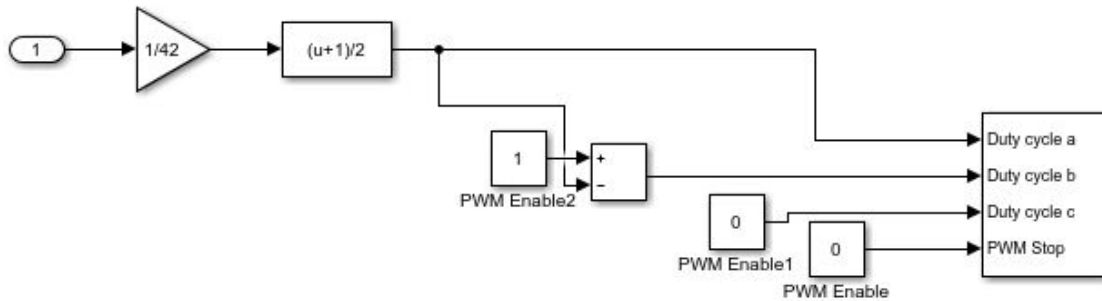 1
1/42
(u+1)/2
Duty cycle a
1
+
−
PWM Enable2
Duty cycle b
Duty cycle c
0
PWM Enable1
PWM Stop
0
PWM Enable